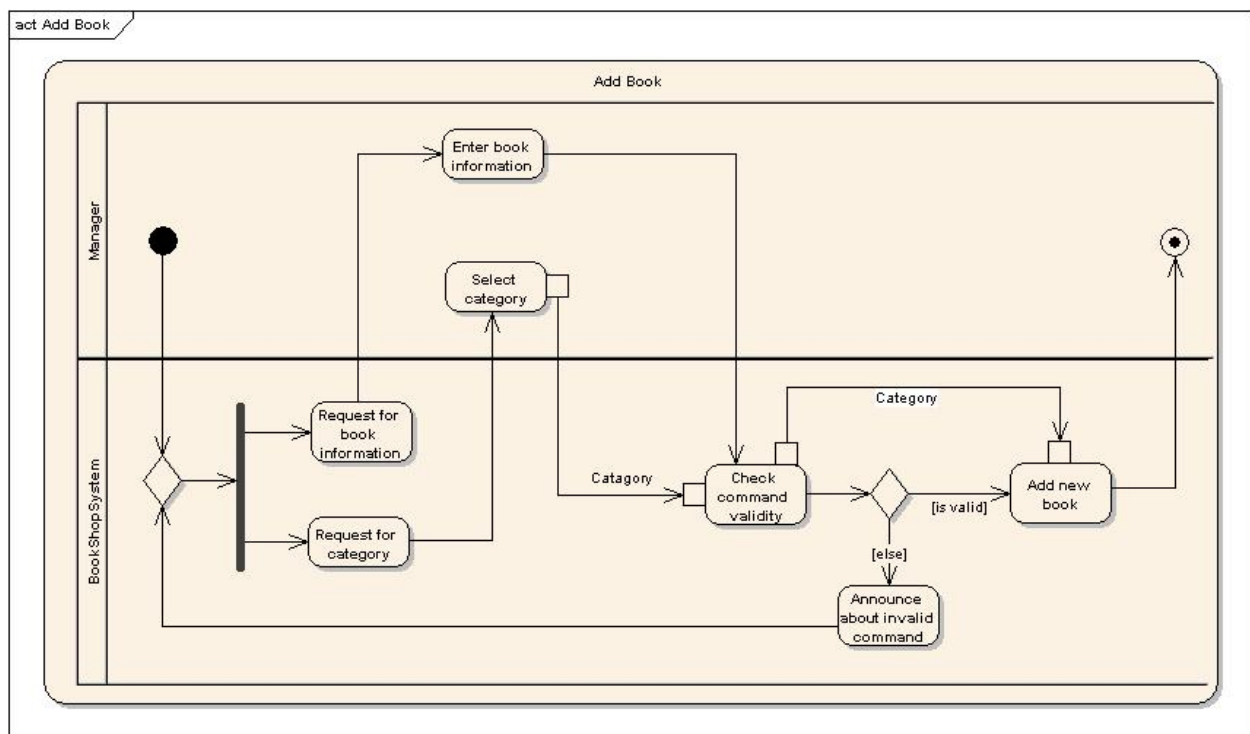 act Add Book
Add Book
Manager
Enter book
information
Select
category
BookShopSystem
Request for
book
information
Request for
category
Catagory
Check
command
validity
Category
[is valid]
Add new
book
[else]
Announce
about invalid
command